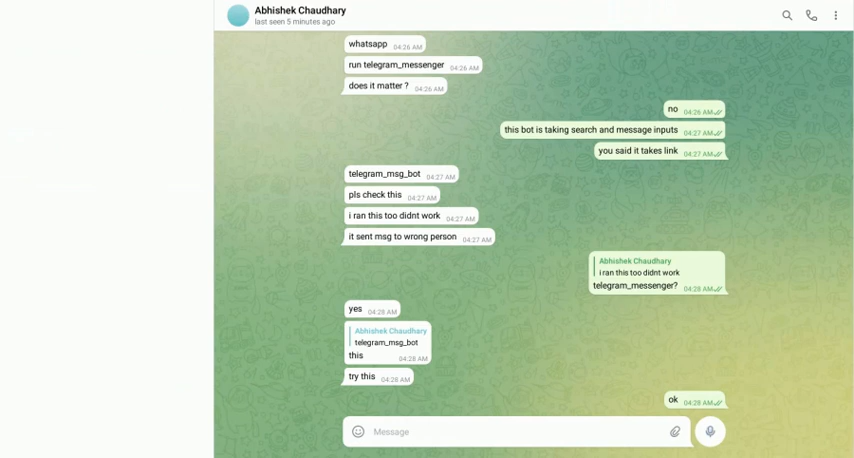 Abhishek Chaudhary
last seen 5 minutes ago
whatsapp 04:26 AM
run telegram_messenger 04:26 AM
does it matter ? 04:26 AM
no 04:26 AM
this bot is taking search and message inputs 04:27 AM
you said it takes link 04:27 AM
telegram_msg_bot 04:27 AM
pls check this 04:27 AM
i ran this too didnt work 04:27 AM
it sent msg to wrong person 04:27 AM
Abhishek Chaudhary
i ran this too didnt work
telegram_messenger? 04:28 AM
yes 04:28 AM
Abhishek Chaudhary
telegram_msg_bot
this 04:28 AM
try this 04:28 AM
ok 04:28 AM
Message